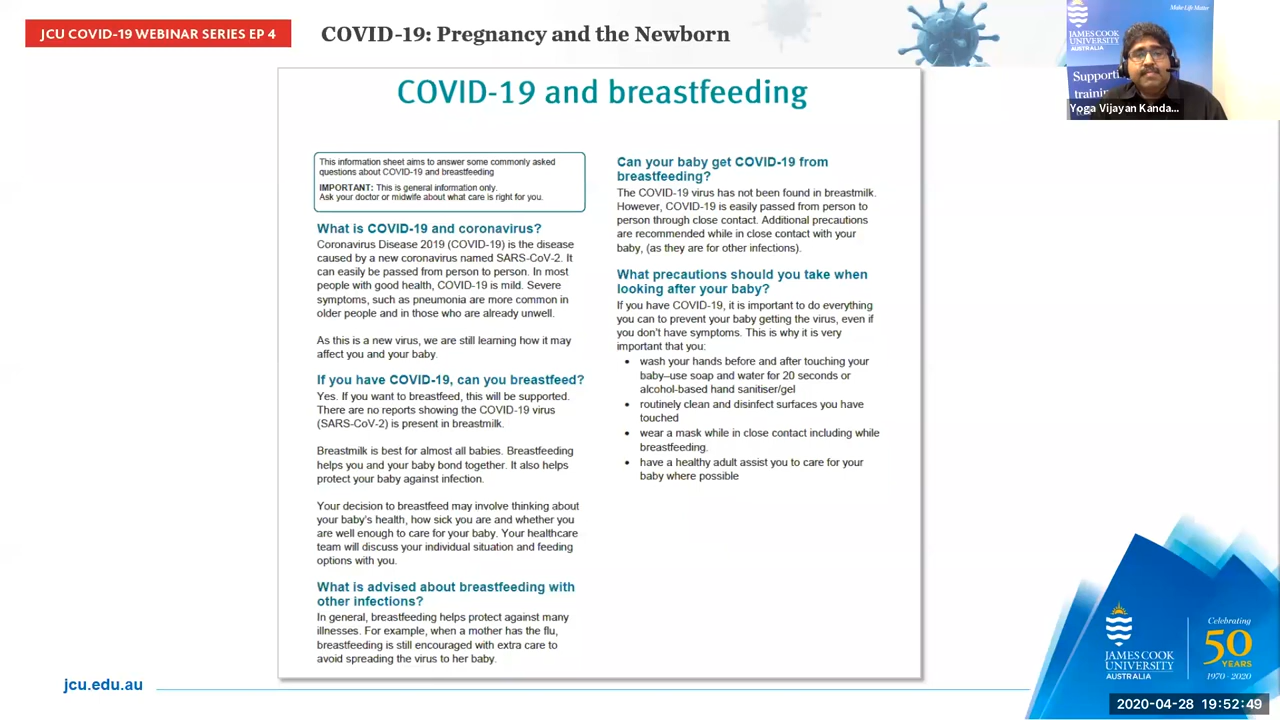 JCU COVID-19 WEBINAR SERIES EP 4
COVID-19: Pregnancy and the Newborn
Make Life Matter
JAMES COOK
UNIVERSITY
AUSTRALIA
Supporti
trainin
Yoga Vijayan Kanda...
COVID-19 and breastfeeding
This information sheet aims to answer some commonly asked
questions about COVID-19 and breastfeeding
IMPORTANT: This is general information only.
Ask your doctor or midwife about what care is right for you.
What is COVID-19 and coronavirus?
Coronavirus Disease 2019 (COVID-19) is the disease
caused by a new coronavirus named SARS-CoV-2. It
can easily be passed from person to person. In most
people with good health, COVID-19 is mild. Severe
symptoms, such as pneumonia are more common in
older people and in those who are already unwell.
As this is a new virus, we are still learning how it may
affect you and your baby.
If you have COVID-19, can you breastfeed?
Yes. If you want to breastfeed, this will be supported.
There are no reports showing the COVID-19 virus
(SARS-CoV-2) is present in breastmilk.
Breastmilk is best for almost all babies. Breastfeeding
helps you and your baby bond together. It also helps
protect your baby against infection.
Your decision to breastfeed may involve thinking about
your baby's health, how sick you are and whether you
are well enough to care for your baby. Your healthcare
team will discuss your individual situation and feeding
options with you.
What is advised about breastfeeding with
other infections?
In general, breastfeeding helps protect against many
illnesses. For example, when a mother has the flu,
breastfeeding is still encouraged with extra care to
avoid spreading the virus to her baby.
Can your baby get COVID-19 from
breastfeeding?
The COVID-19 virus has not been found in breastmilk.
However, COVID-19 is easily passed from person to
person through close contact. Additional precautions
are recommended while in close contact with your
baby, (as they are for other infections).
What precautions should you take when
looking after your baby?
If you have COVID-19, it is important to do everything
you can to prevent your baby getting the virus, even if
you don't have symptoms. This is why it is very
important that you:
• wash your hands before and after touching your
baby–use soap and water for 20 seconds or
alcohol-based hand sanitiser/gel
• routinely clean and disinfect surfaces you have
touched
• wear a mask while in close contact including while
breastfeeding.
• have a healthy adult assist you to care for your
baby where possible
jcu.edu.au
JAMES COOK
UNIVERSITY
AUSTRALIA
Celebrating
50
YEARS
1970 - 2020
2020-04-28 19:52:49